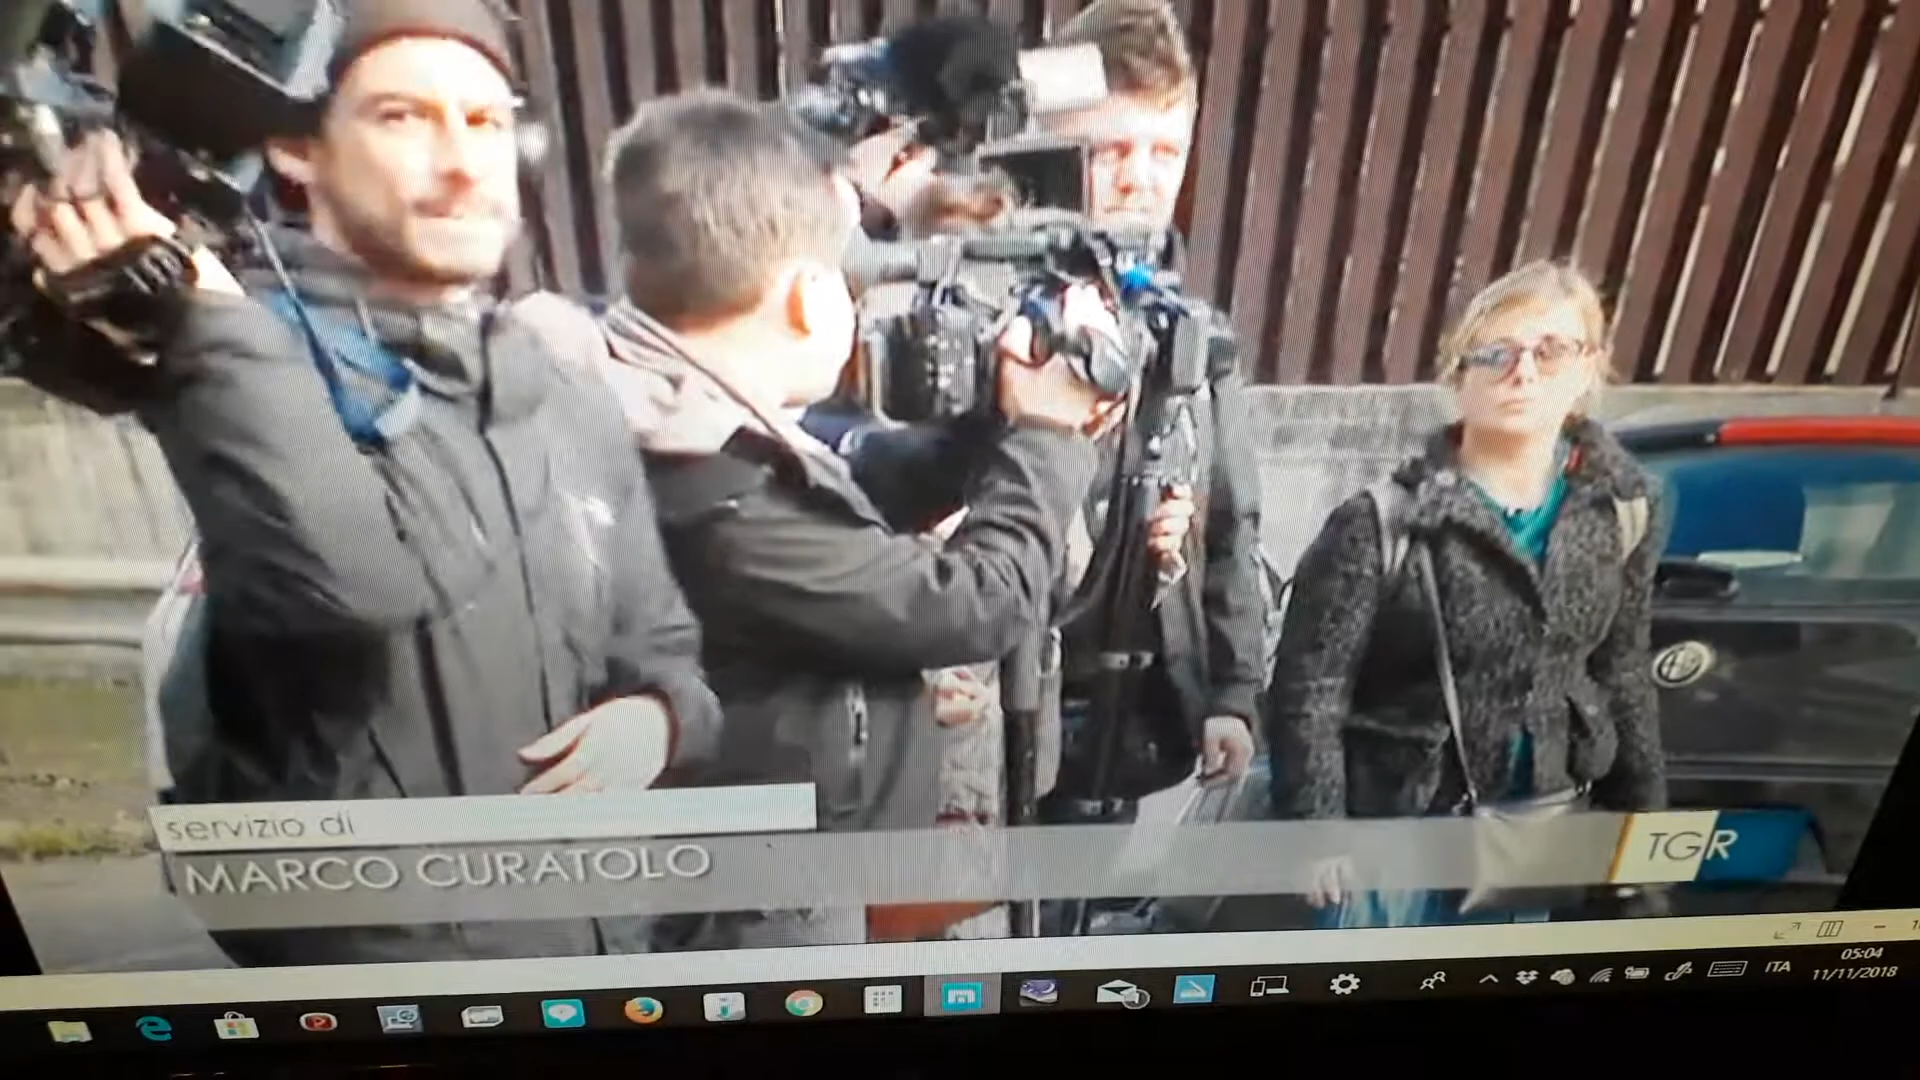 servizio di
MARCO CURATOLO
TGR
ITA
05:04
11/11/2018